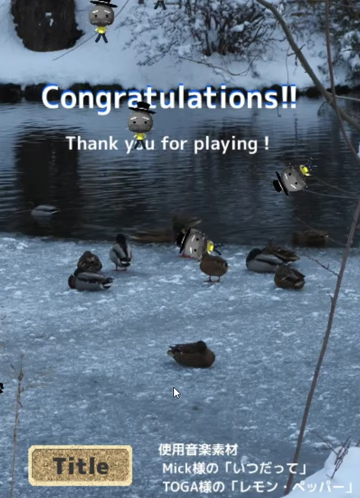 Congratulations!!
Thank you for playing !
使用音楽素材
Mick様の「いつだって」
TOGA様の「レモン・ペッパー」
Title